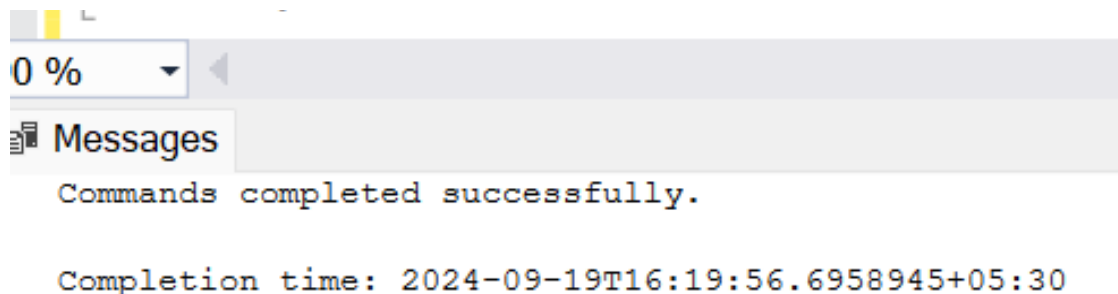 0 %
Messages
Commands completed successfully.
Completion time: 2024-09-19T16:19:56.6958945+05:30